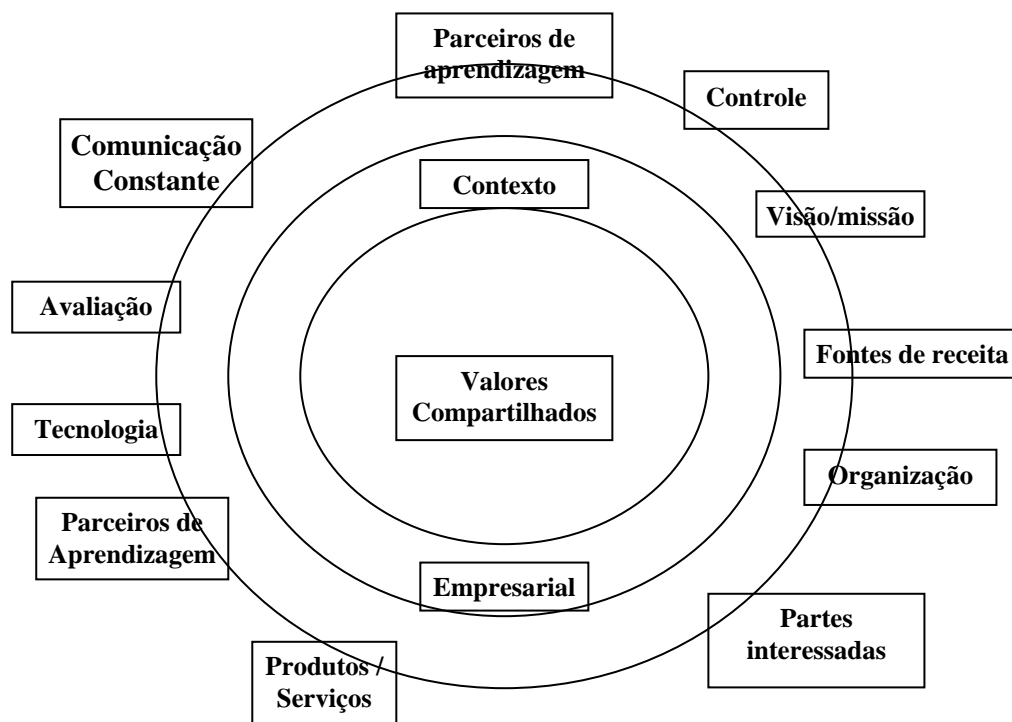 Parceiros de
aprendizagem
Controle
Comunicação
Constante
Contexto
Visão/missão
Avaliação
Fontes de receita
Valores
Compartilhados
Tecnologia
Organização
Parceiros de
Aprendizagem
Empresarial
Partes
interessadas
Produtos /
Serviços